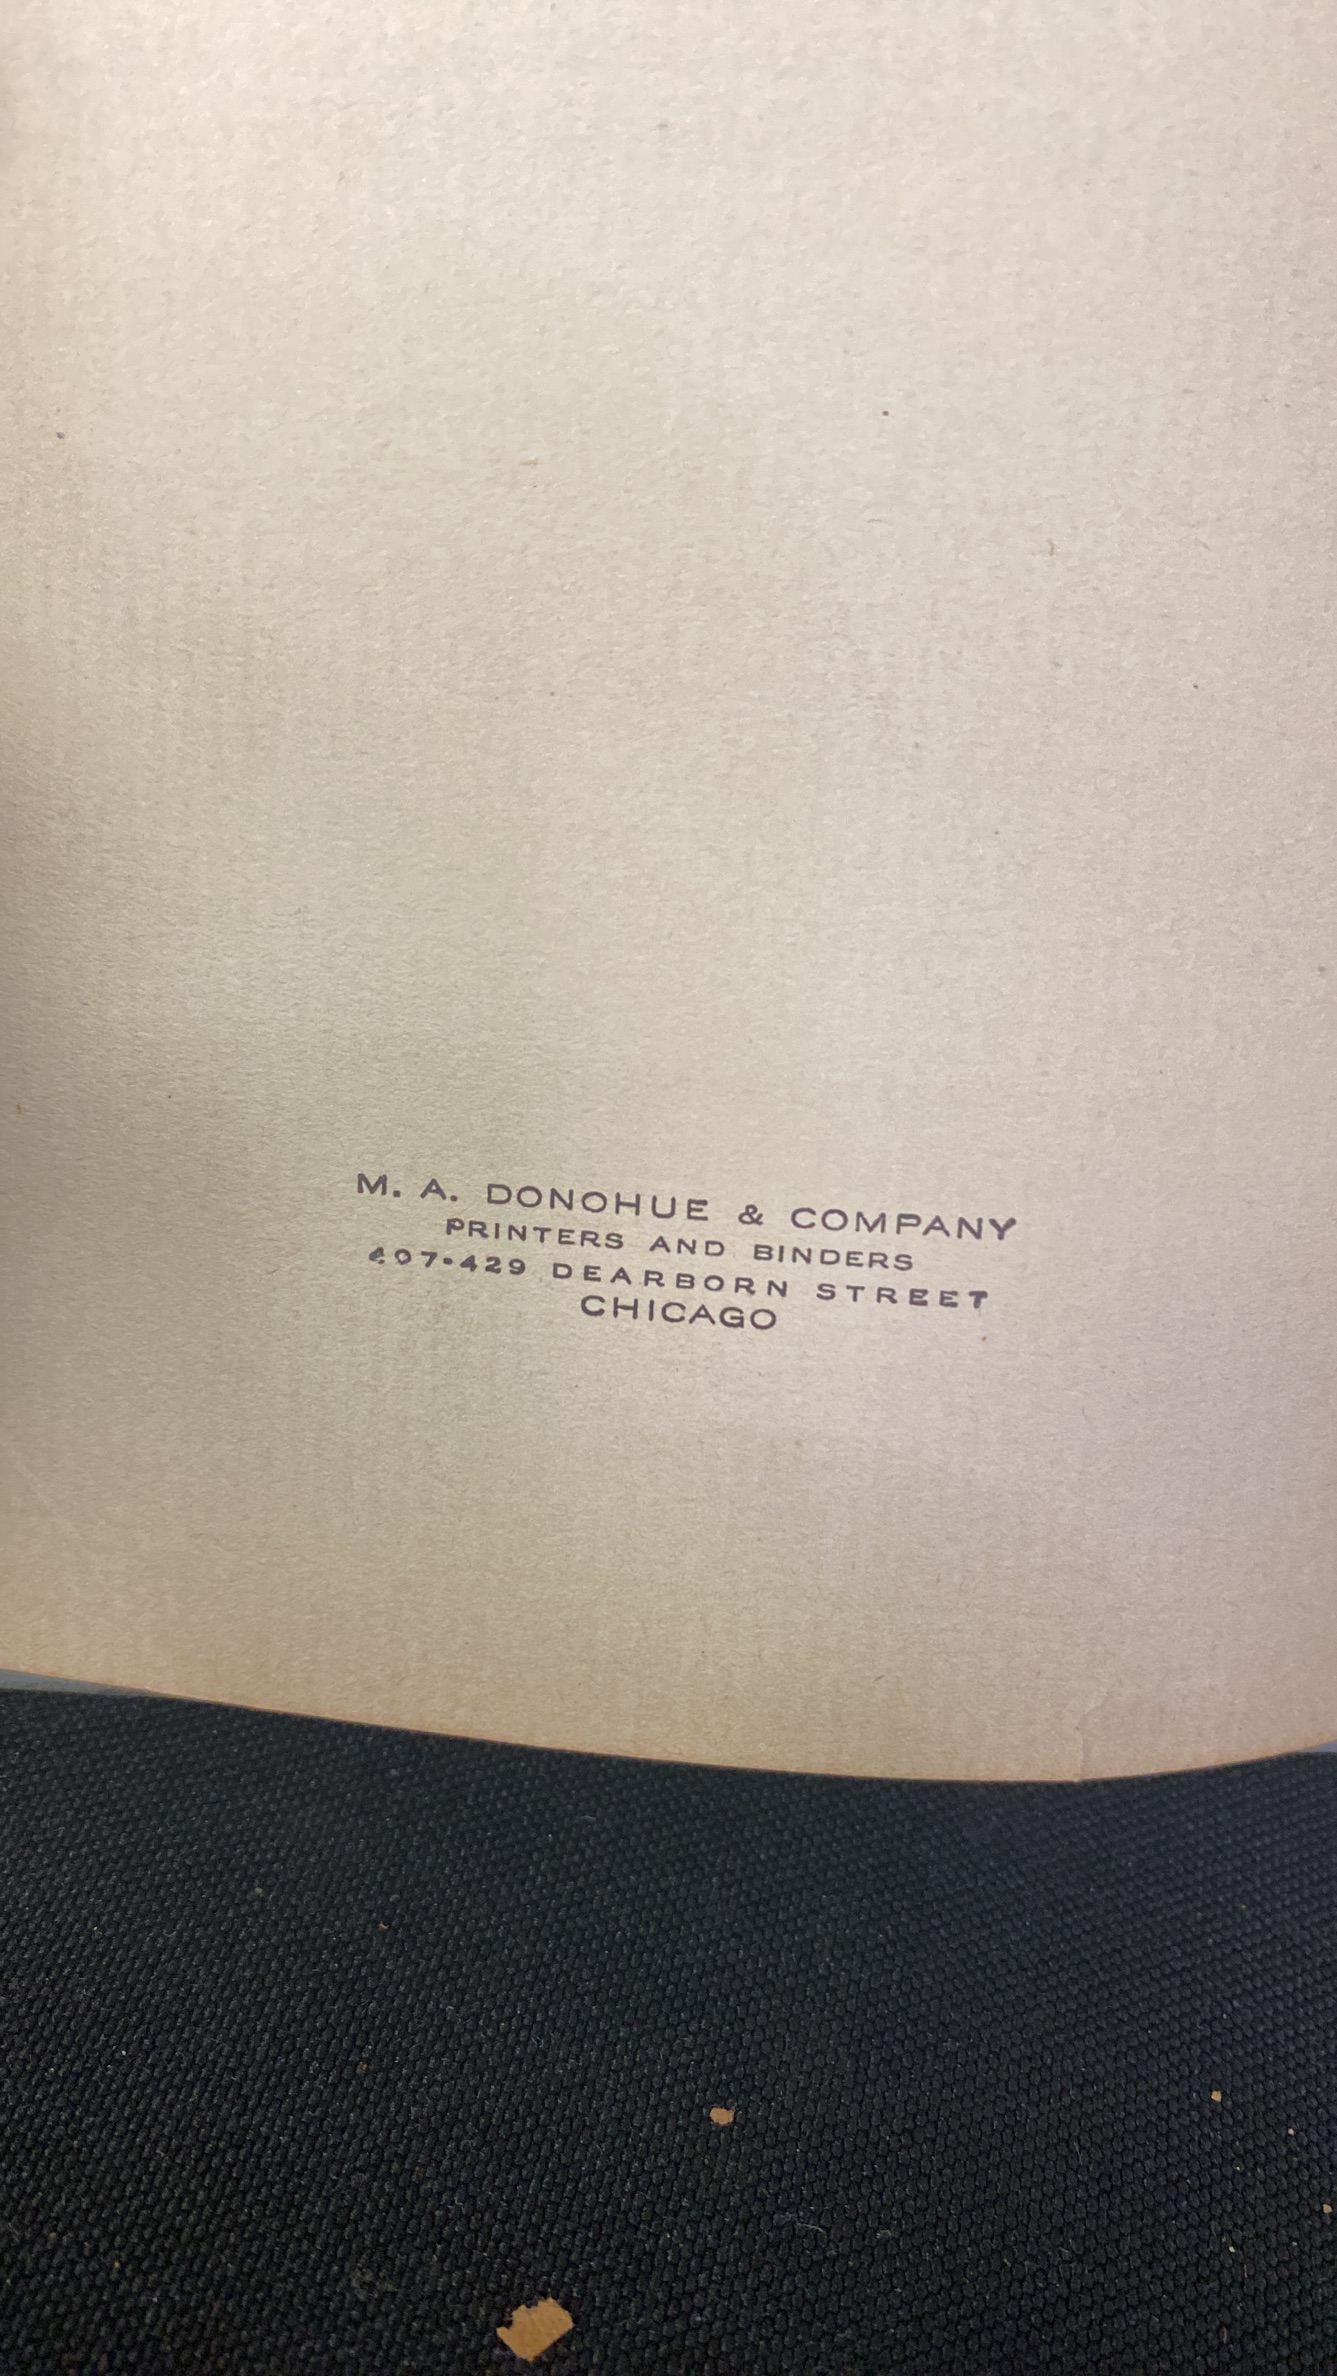 M. A. DONOHUE & COMPANY
PRINTERS AND BINDERS
407-429 DEARBORN STREET
CHICAGO